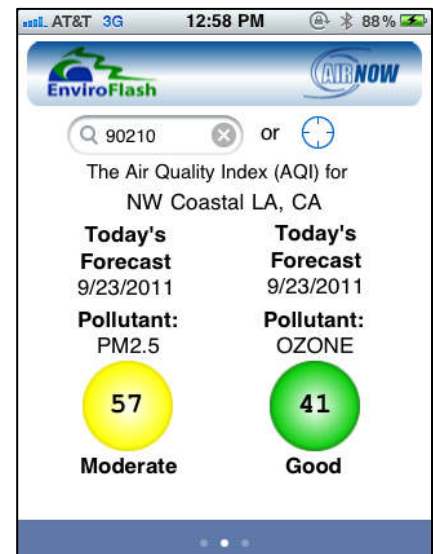 AT&T 3G 12:58 PM 88%
EnviroFlash
AIRNOW
90210 or
The Air Quality Index (AQI) for
NW Coastal LA, CA
Today's Today's
Forecast Forecast
9/23/2011 9/23/2011
Pollutant: Pollutant:
PM2.5 OZONE
57 41
Moderate Good